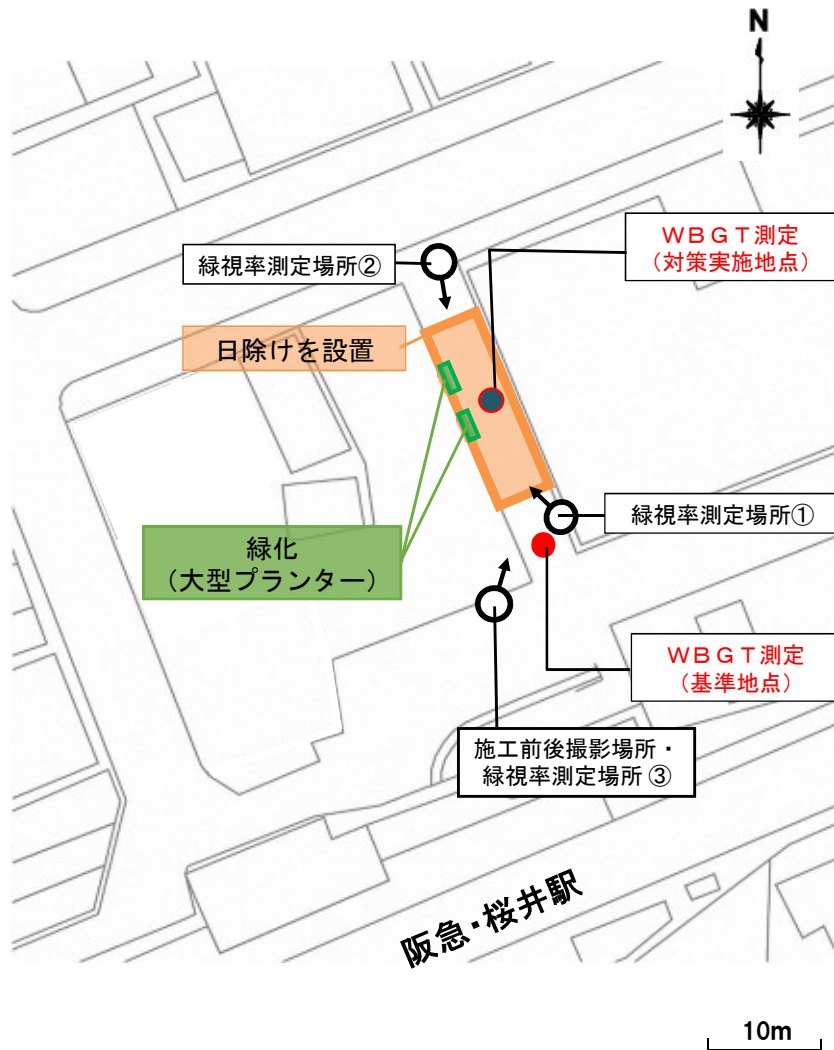 N
ＷＢＧＴ測定
（対策実施地点）
緑視率測定場所②
日除けを設置
緑視率測定場所①
緑化
（大型プランター）
ＷＢＧＴ測定
（基準地点）
施工前後撮影場所・
緑視率測定場所③
阪急・桜井駅
10m